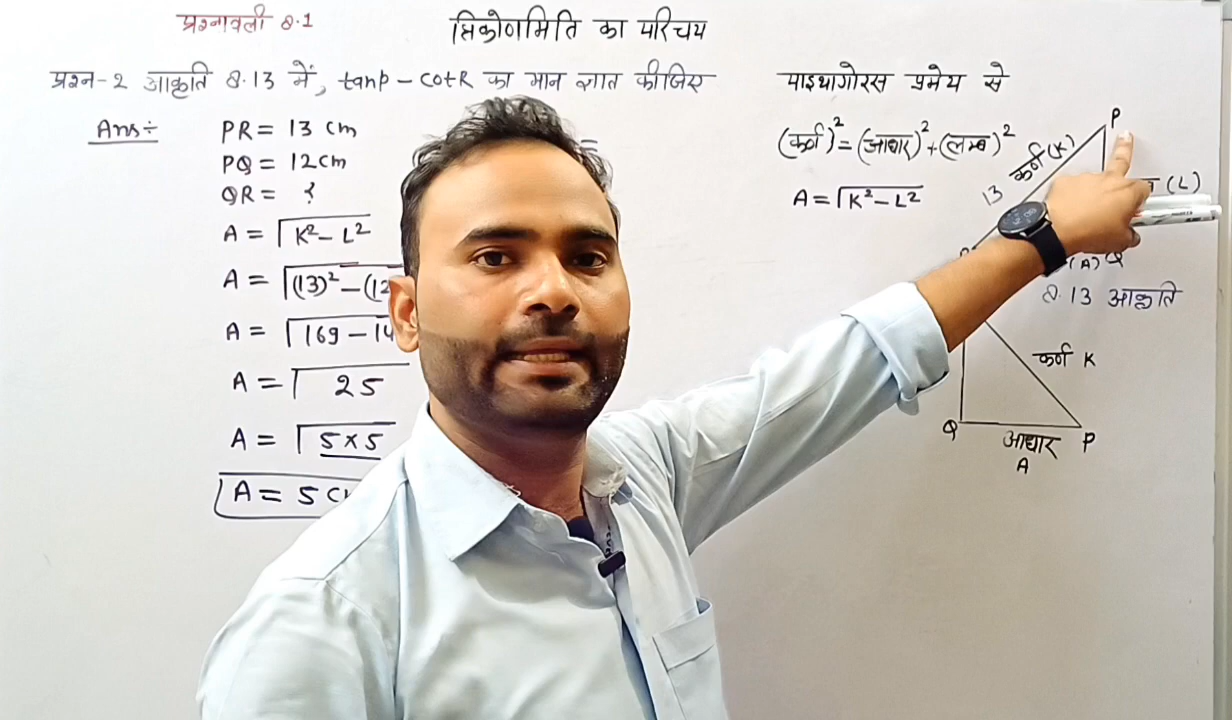 प्रश्नावली 8.1
त्रिकोणमिति का परिचय
प्रश्न-2 आकृति 8.13 में, tanP - cotR का मान ज्ञात कीजिए
Ans÷
PR = 13 cm
PQ = 12cm
QR = ?
A = √K²-L²
A = √(13)²-(12
A = √169-14
A = √25
A = √5×5
A = 5 C
=
पाइथागोरस प्रमेय से
(कर्ण)² = (आधार)² + (लम्ब)²
A = √K²-L²
P
कर्ण (K)
13
(L)
(A) Q
8.13 आकृति
कर्ण K
Q आधार P
A